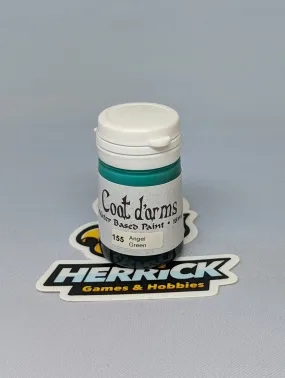 Coat d'arms
Water Based Paint •
155 Angel
Green
HERRICK
Games & Hobbies